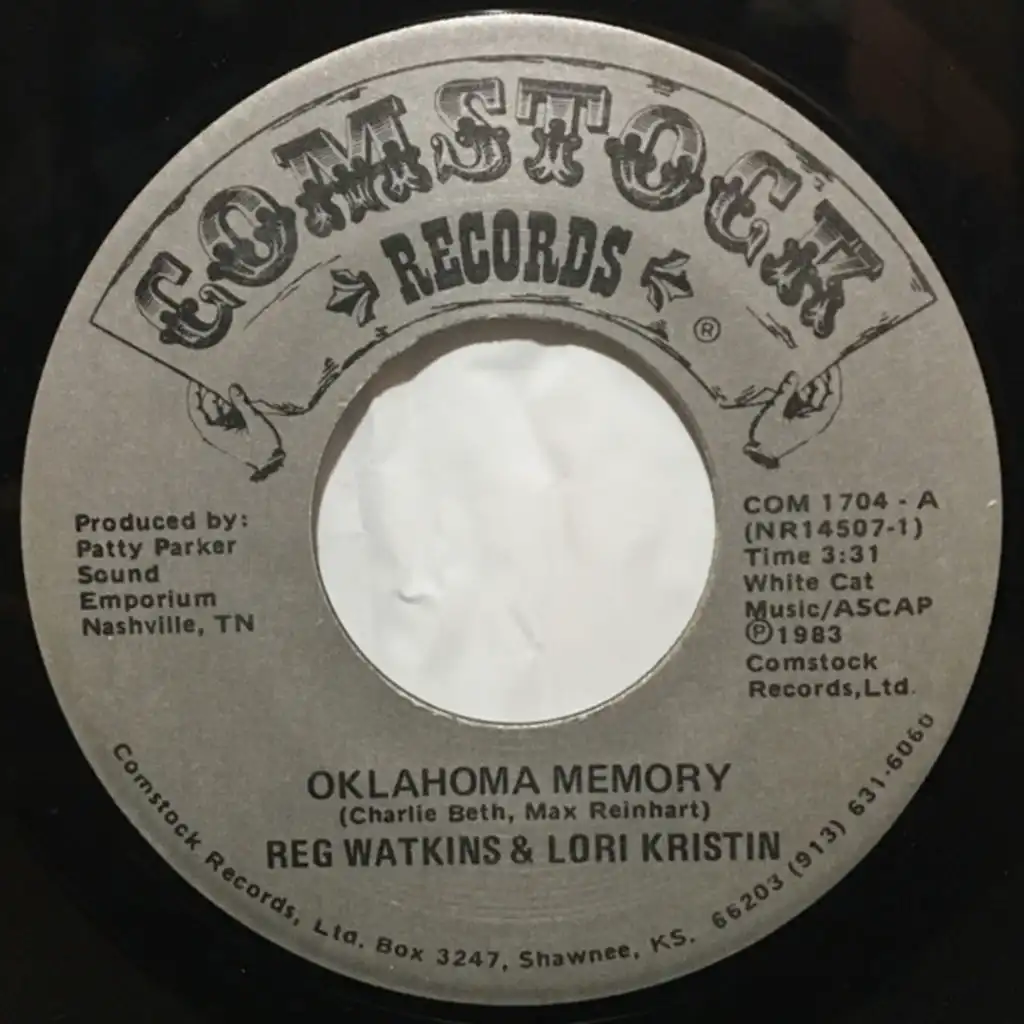 COMSTOCK
RECORDS
®
Produced by:
Patty Parker
Sound
Emporium
Nashville, TN
COM 1704 - A
(NR14507-1)
Time 3:31
White Cat
Music/ASCAP
Ⓟ1983
Comstock
Records,Ltd.
OKLAHOMA MEMORY
(Charlie Beth, Max Reinhart)
REG WATKINS & LORI KRISTIN
Comstock Records, Ltd. Box 3247, Shawnee, KS. 66203 (913) 631-6060